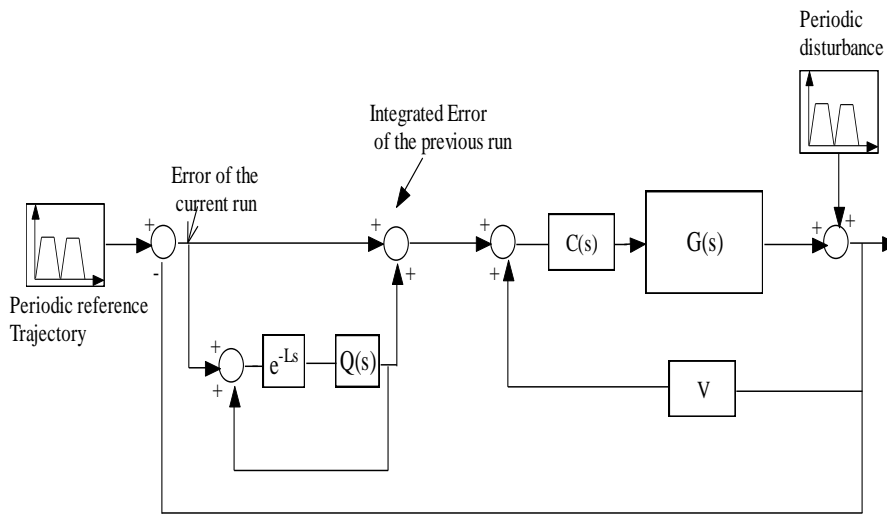 Periodic
disturbance
Integrated Error
of the previous run
Error of the
current run
+
-
+
+
+
+
C(s)
G(s)
+
+
Periodic reference
Trajectory
+
+
e-Ls
Q(s)
V